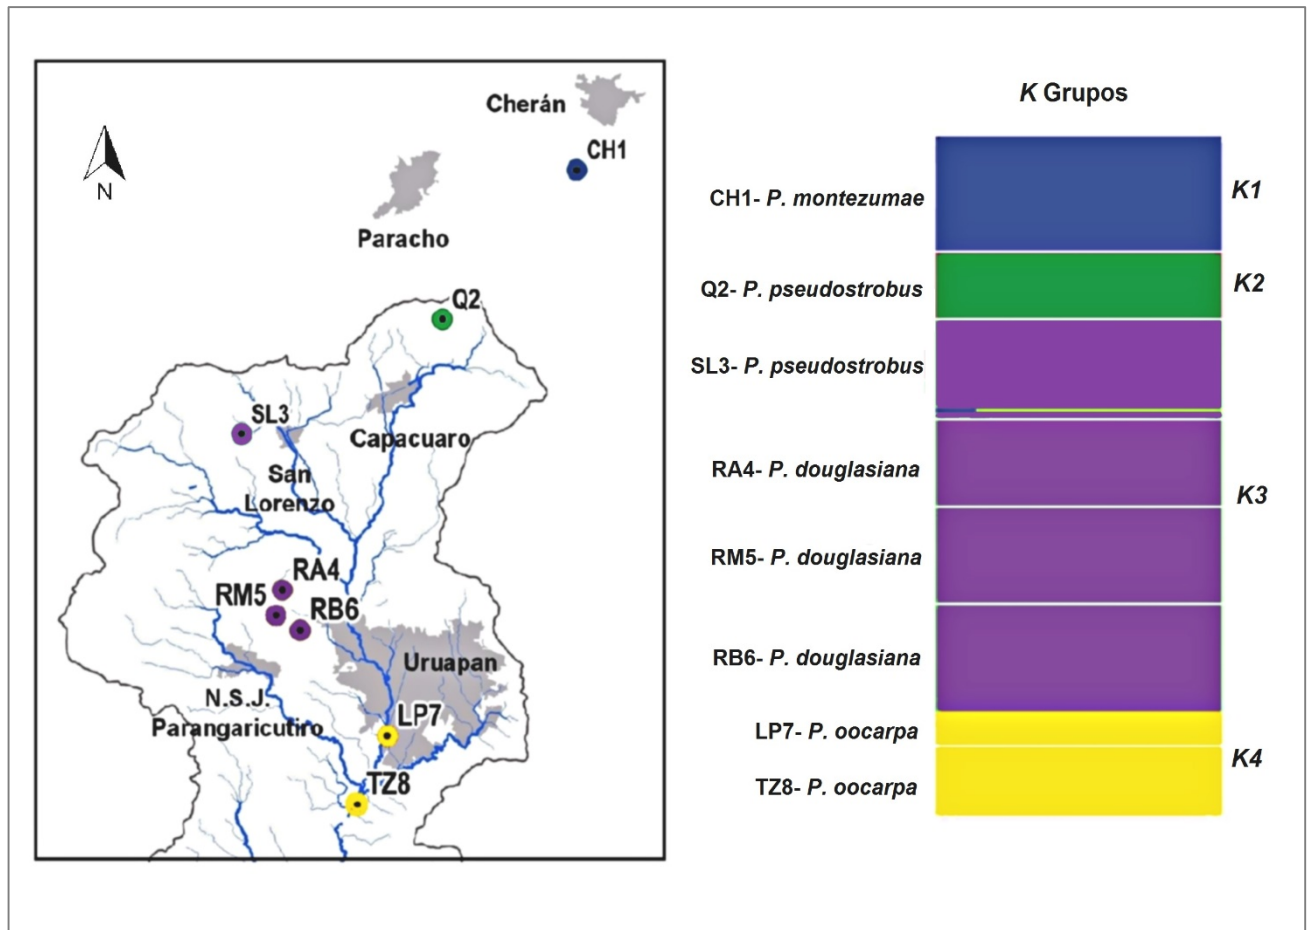 Cherán
CH1
N
Paracho
Q2
SL3
Capacuaro
San
Lorenzo
RA4
RM5
RB6
Uruapan
N.S.J.
Parangaricutiro
LP7
TZ8
K Grupos
CH1- P. montezumae
K1
Q2- P. pseudostrobus
K2
SL3- P. pseudostrobus
RA4- P. douglasiana
K3
RM5- P. douglasiana
RB6- P. douglasiana
LP7- P. oocarpa
K4
TZ8- P. oocarpa